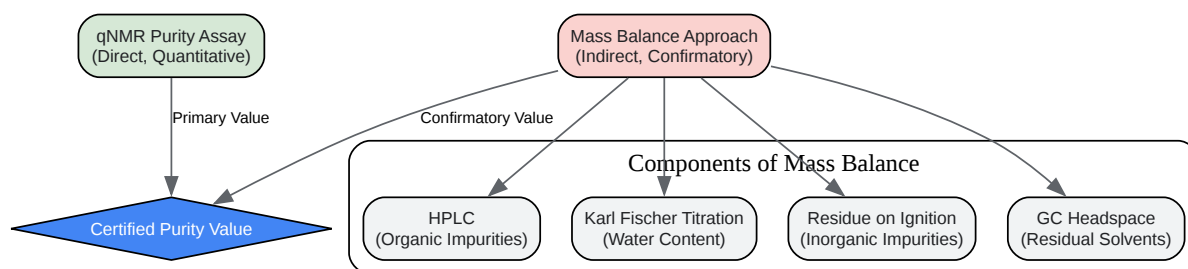 qNMR Purity Assay
(Direct, Quantitative)
Mass Balance Approach
(Indirect, Confirmatory)
Primary Value
Confirmatory Value
Components of Mass Balance
Certified Purity Value
HPLC
(Organic Impurities)
Karl Fischer Titration
(Water Content)
Residue on Ignition
(Inorganic Impurities)
GC Headspace
(Residual Solvents)